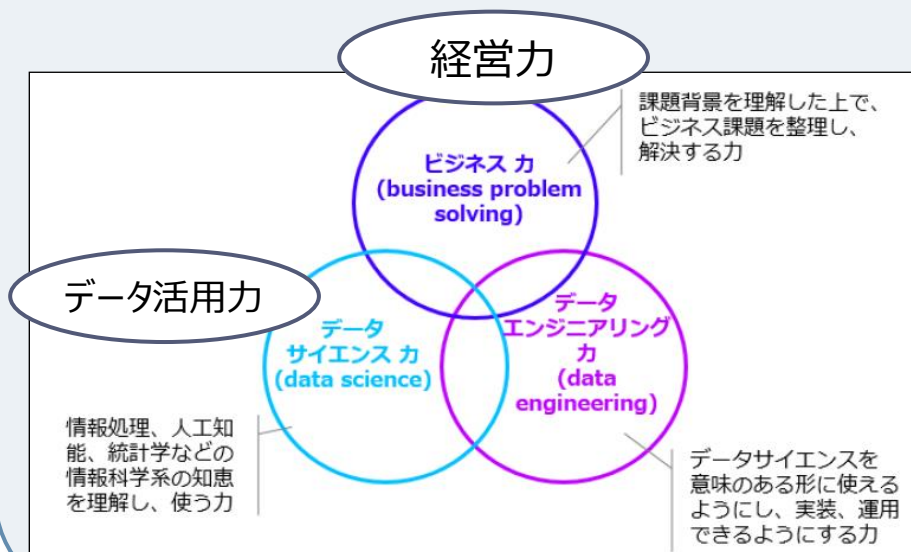 経営力
課題背景を理解した上で、
ビジネス課題を整理し、
解決する力
ビジネス 力
(business problem
solving)
データ活用力
データ
サイエンス 力
(data science)
データ
エンジニアリング
力
(data
engineering)
情報処理、人工知
能、統計学などの
情報科学系の知恵
を理解し、使う力
データサイエンスを
意味のある形に使える
ようにし、実装、運用
できるようにする力